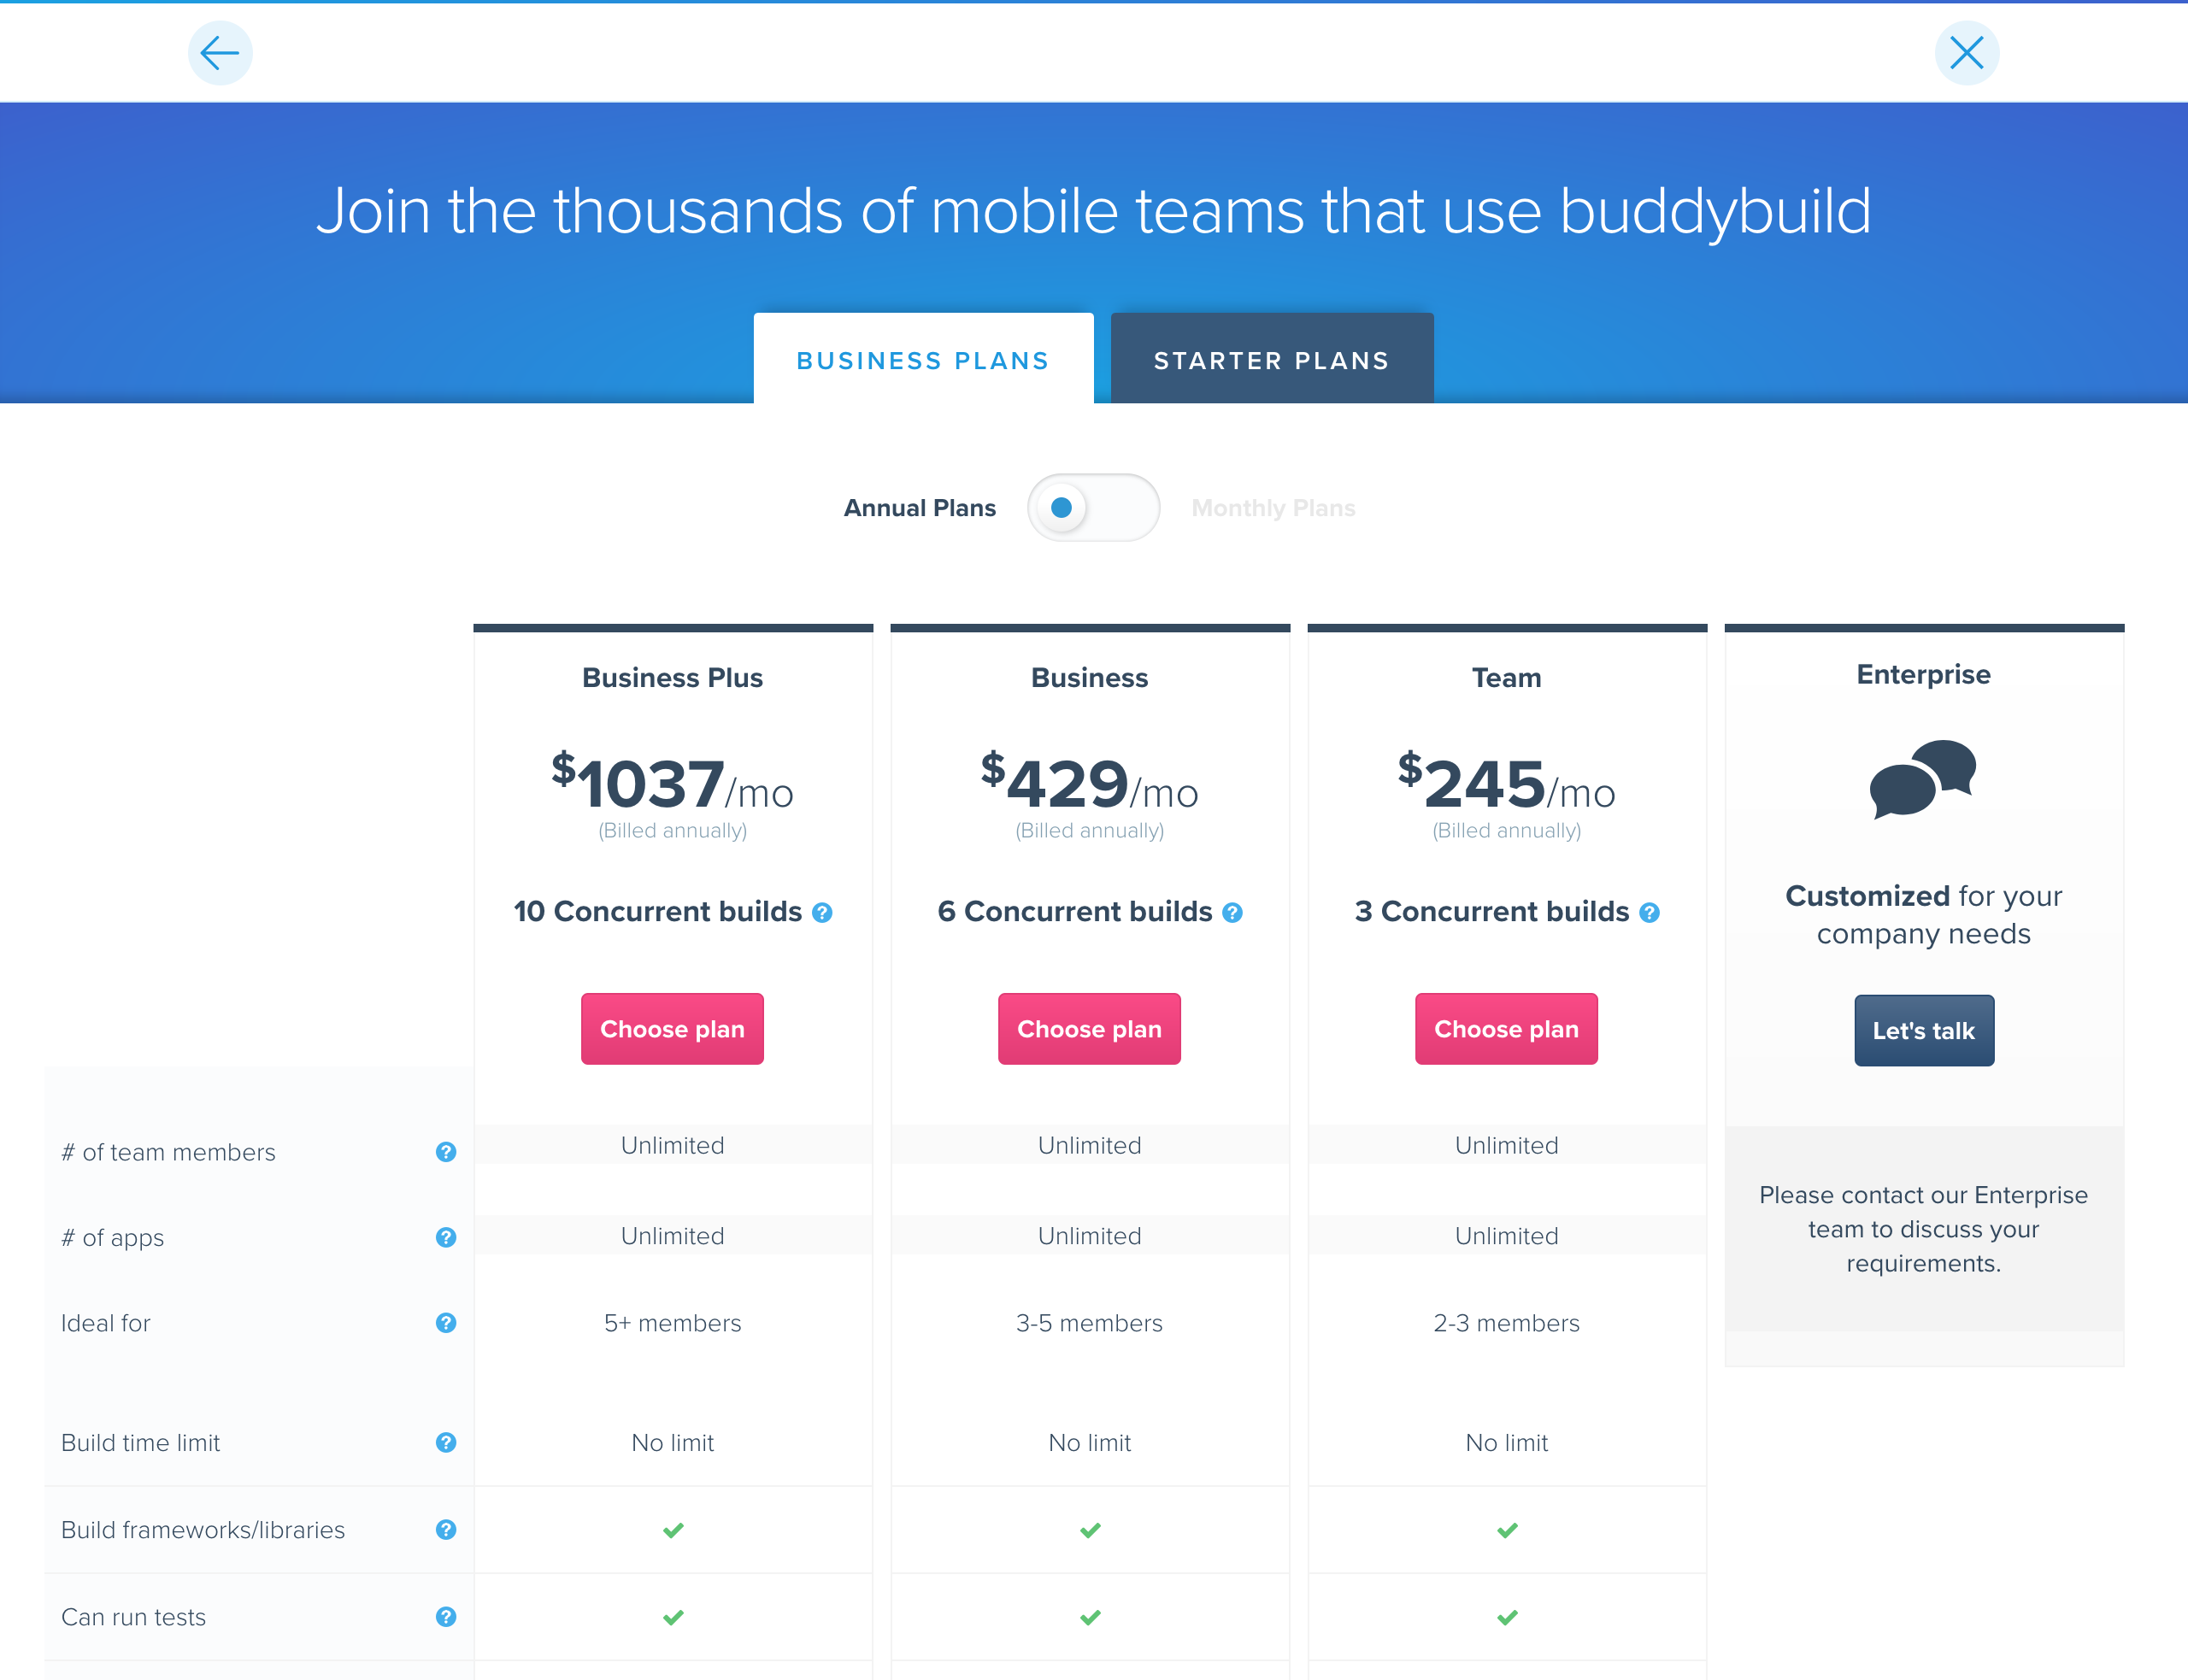 Join the thousands of mobile teams that use buddybuild
BUSINESS PLANS
STARTER PLANS
Annual Plans
Monthly Plans
Business Plus
$1037/mo
(Billed annually)
10 Concurrent builds ?
Choose plan
Business
$429/mo
(Billed annually)
6 Concurrent builds ?
Choose plan
Team
$245/mo
(Billed annually)
3 Concurrent builds ?
Choose plan
Enterprise
Customized for your
company needs
Let's talk
Please contact our Enterprise
team to discuss your
requirements.
# of team members ? Unlimited Unlimited Unlimited
# of apps ? Unlimited Unlimited Unlimited
Ideal for ? 5+ members 3-5 members 2-3 members
Build time limit ? No limit No limit No limit
Build frameworks/libraries ?
Can run tests ?